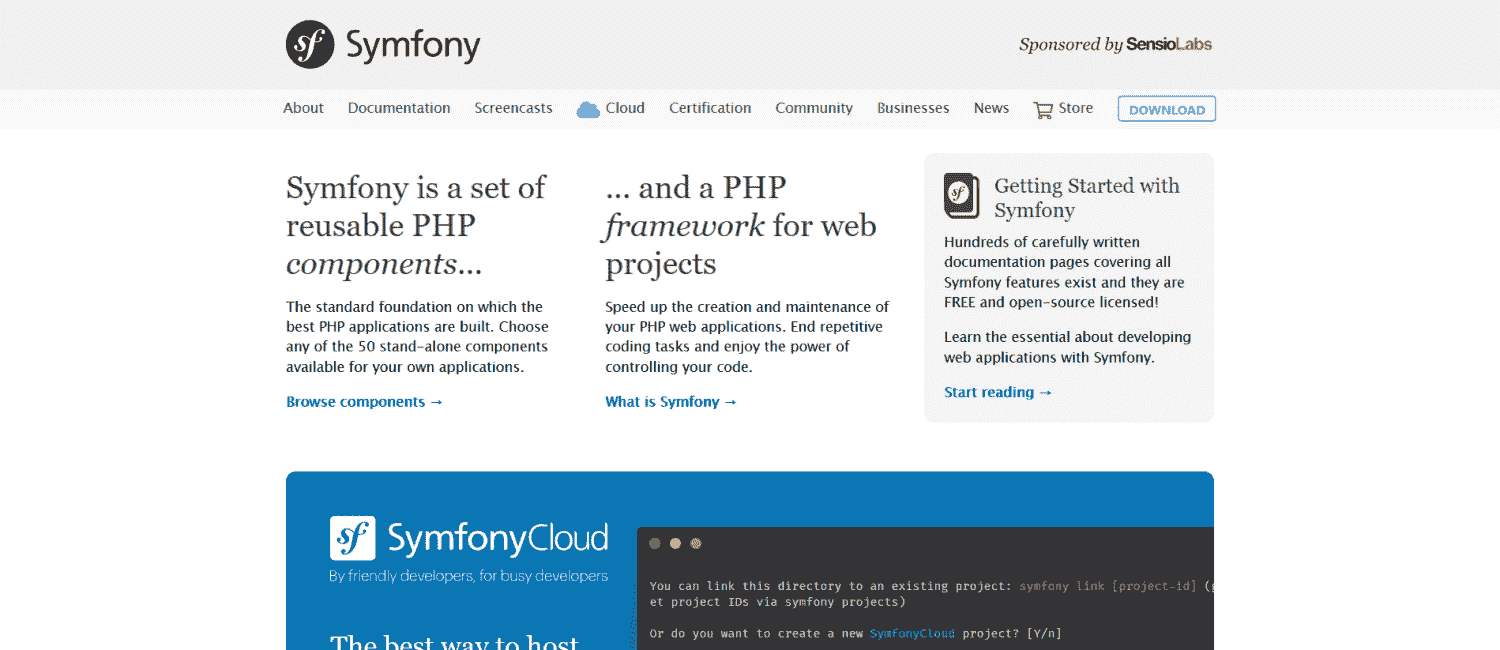 sf Symfony
Sponsored by SensioLabs
About Documentation Screencasts Cloud Certification Community Businesses News Store DOWNLOAD
Symfony is a set of
reusable PHP
components...
The standard foundation on which the
best PHP applications are built. Choose
any of the 50 stand-alone components
available for your own applications.
Browse components →
... and a PHP
framework for web
projects
Speed up the creation and maintenance of
your PHP web applications. End repetitive
coding tasks and enjoy the power of
controlling your code.
What is Symfony →
sf
Getting Started with
Symfony
Hundreds of carefully written
documentation pages covering all
Symfony features exist and they are
FREE and open-source licensed!
Learn the essential about developing
web applications with Symfony.
Start reading →
sf SymfonyCloud
By friendly developers, for busy developers
The best way to host
You can link this directory to an existing project: symfony link [project-id] (g
et project IDs via symfony projects)
Or do you want to create a new SymfonyCloud project? [Y/n]